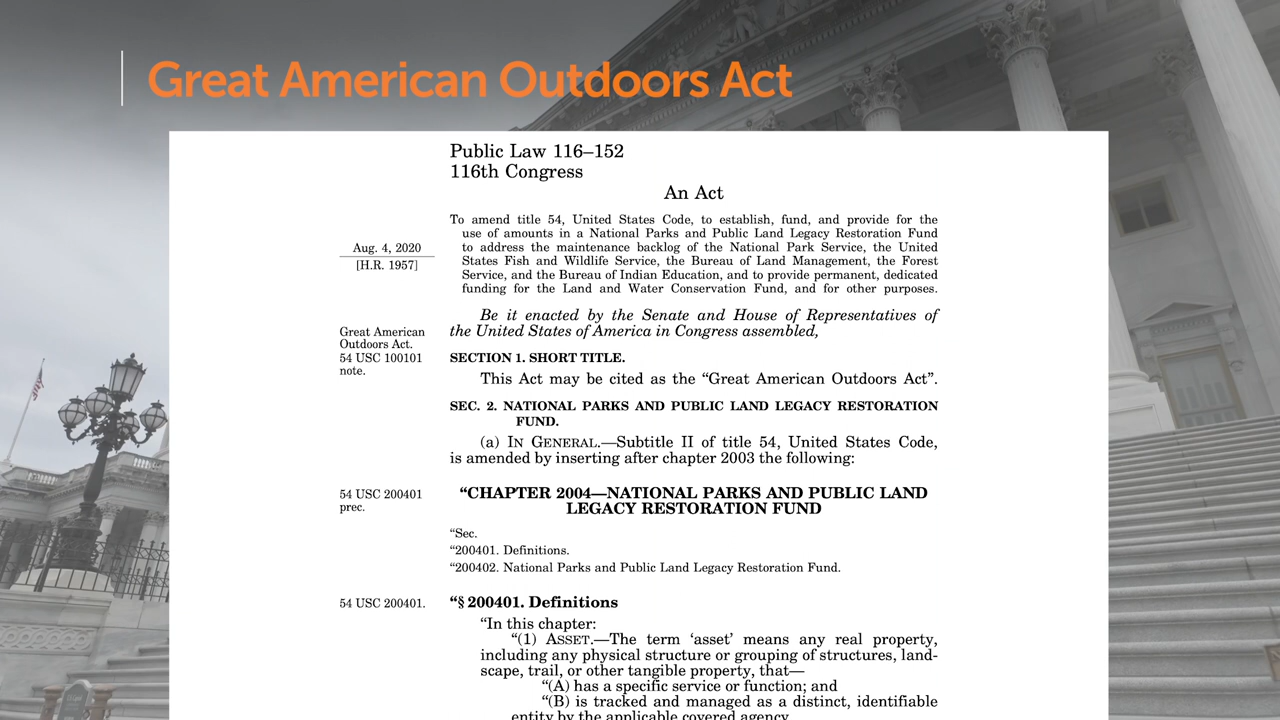 Great American Outdoors Act
Public Law 116–152
116th Congress
An Act
To amend title 54, United States Code, to establish, fund, and provide for the
use of amounts in a National Parks and Public Land Legacy Restoration Fund
to address the maintenance backlog of the National Park Service, the United
States Fish and Wildlife Service, the Bureau of Land Management, the Forest
Service, and the Bureau of Indian Education, and to provide permanent, dedicated
funding for the Land and Water Conservation Fund, and for other purposes.
Aug. 4, 2020
[H.R. 1957]
Be it enacted by the Senate and House of Representatives of
the United States of America in Congress assembled,
Great American
Outdoors Act.
54 USC 100101
note.
SECTION 1. SHORT TITLE.
This Act may be cited as the “Great American Outdoors Act”.
SEC. 2. NATIONAL PARKS AND PUBLIC LAND LEGACY RESTORATION
FUND.
(a) IN GENERAL.—Subtitle II of title 54, United States Code,
is amended by inserting after chapter 2003 the following:
54 USC 200401
prec.
“CHAPTER 2004—NATIONAL PARKS AND PUBLIC LAND
LEGACY RESTORATION FUND
“Sec.
“200401. Definitions.
“200402. National Parks and Public Land Legacy Restoration Fund.
54 USC 200401.
“§ 200401. Definitions
“In this chapter:
“(1) ASSET.—The term ‘asset’ means any real property,
including any physical structure or grouping of structures, land-
scape, trail, or other tangible property, that—
“(A) has a specific service or function; and
“(B) is tracked and managed as a distinct, identifiable
entity by the applicable covered agency.